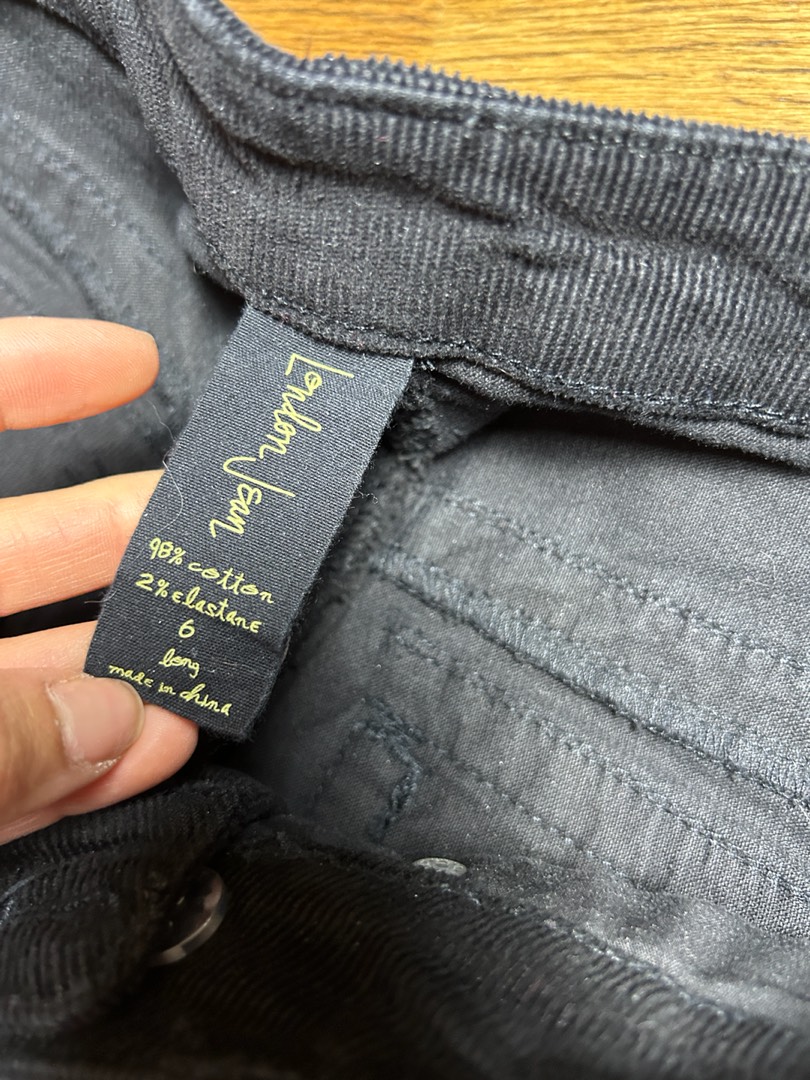 London Jean
98% cotton
2% elastane
6
long
made in china